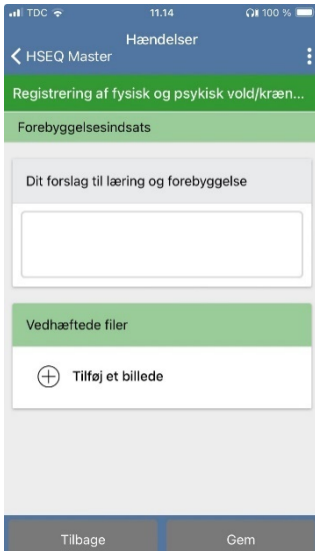 TDC 11.14 100 %
Hændelser
HSEQ Master
Registrering af fysisk og psykisk vold/kræn...
Forebyggelsesindsats
Dit forslag til læring og forebyggelse
Vedhæftede filer
Tilføj et billede
Tilbage Gem